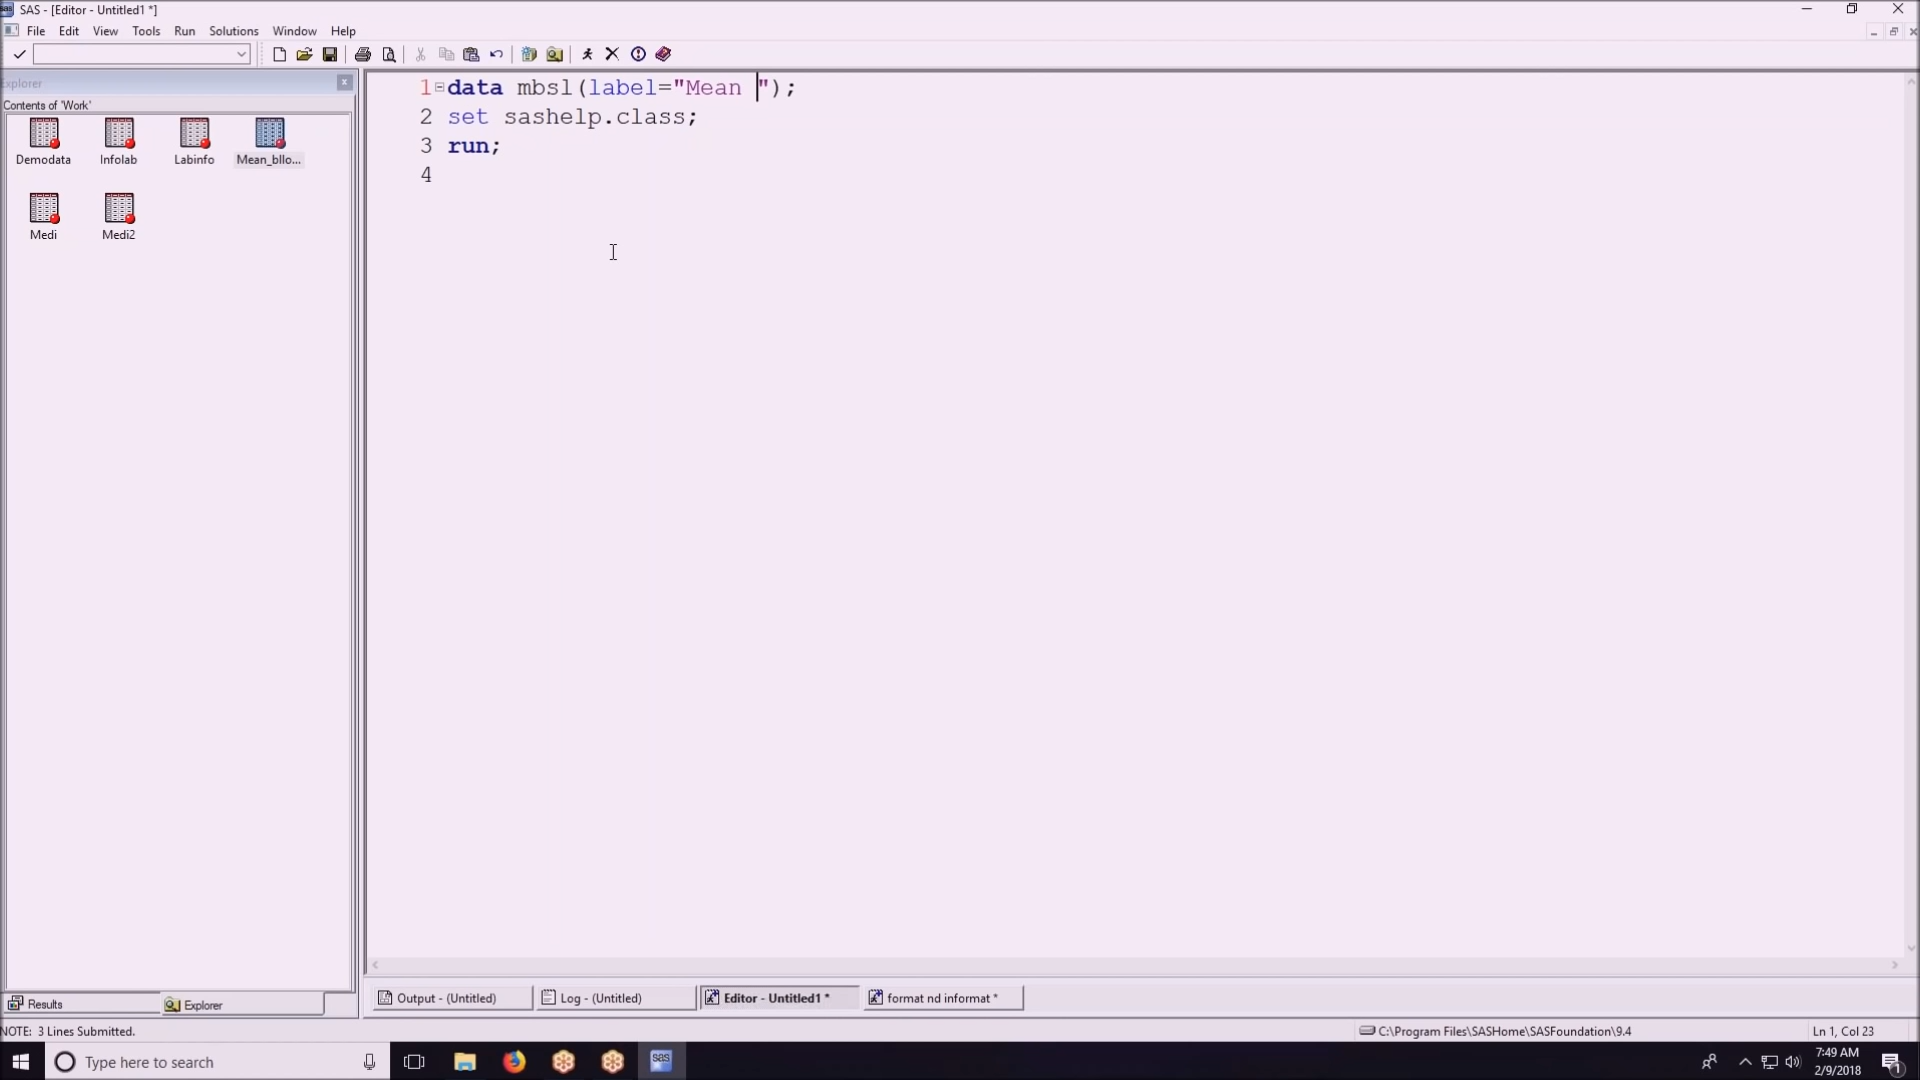 SAS - [Editor - Untitled1 *]
File Edit View Tools Run Solutions Window Help
Explorer
Contents of 'Work'
Demodata Infolab Labinfo Mean_bllo...
Medi Medi2
1 data mbsl(label="Mean ");
2 set sashelp.class;
3 run;
4
Results Explorer
Output - (Untitled) Log - (Untitled) Editor - Untitled1 * format nd informat *
NOTE: 3 Lines Submitted. C:\Program Files\SASHome\SASFoundation\9.4 Ln 1, Col 23
Type here to search
sas
7:49 AM
2/9/2018
1